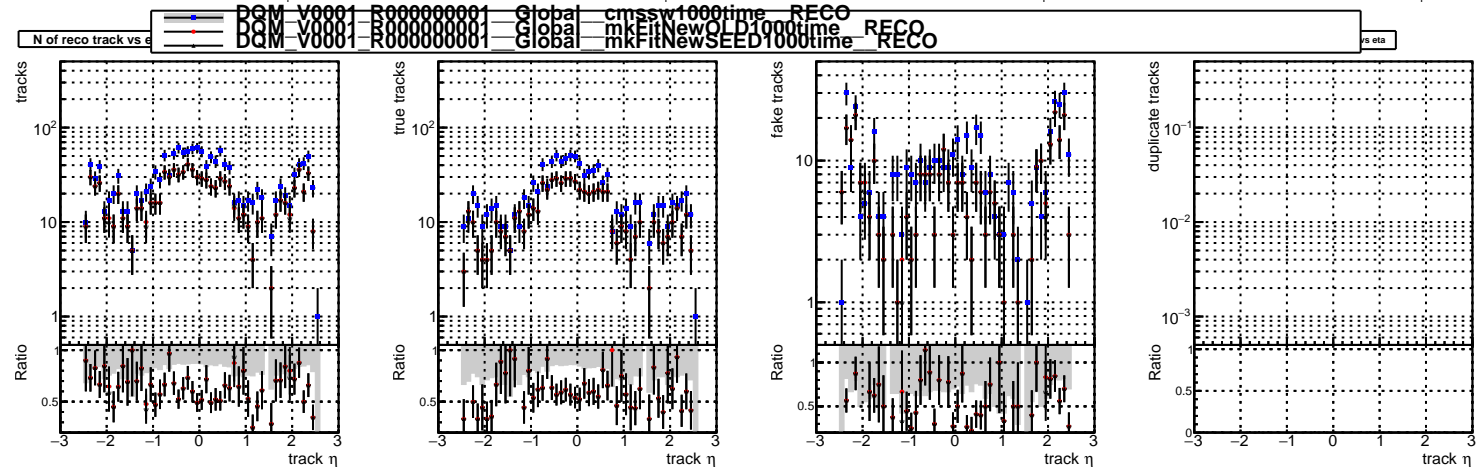 DQM_V0001_R000000001__Global__cmssw1000time__RECO
DQM_V0001_R000000001__Global__mkFitNewOLD1000time__RECO
DQM_V0001_R000000001__Global__mkFitNewSEED1000time__RECO
N of reco track vs e
vs eta
tracks
10²
10
1
Ratio
1
0.5
−3 −2 −1 0 1 2 3
track η
true tracks
10²
10
1
Ratio
1
0.5
−3 −2 −1 0 1 2 3
track η
fake tracks
10
1
Ratio
1
0.5
−3 −2 −1 0 1 2 3
track η
duplicate tracks
10⁻¹
10⁻²
10⁻³
Ratio
1
0.5
0
−3 −2 −1 0 1 2 3
track η